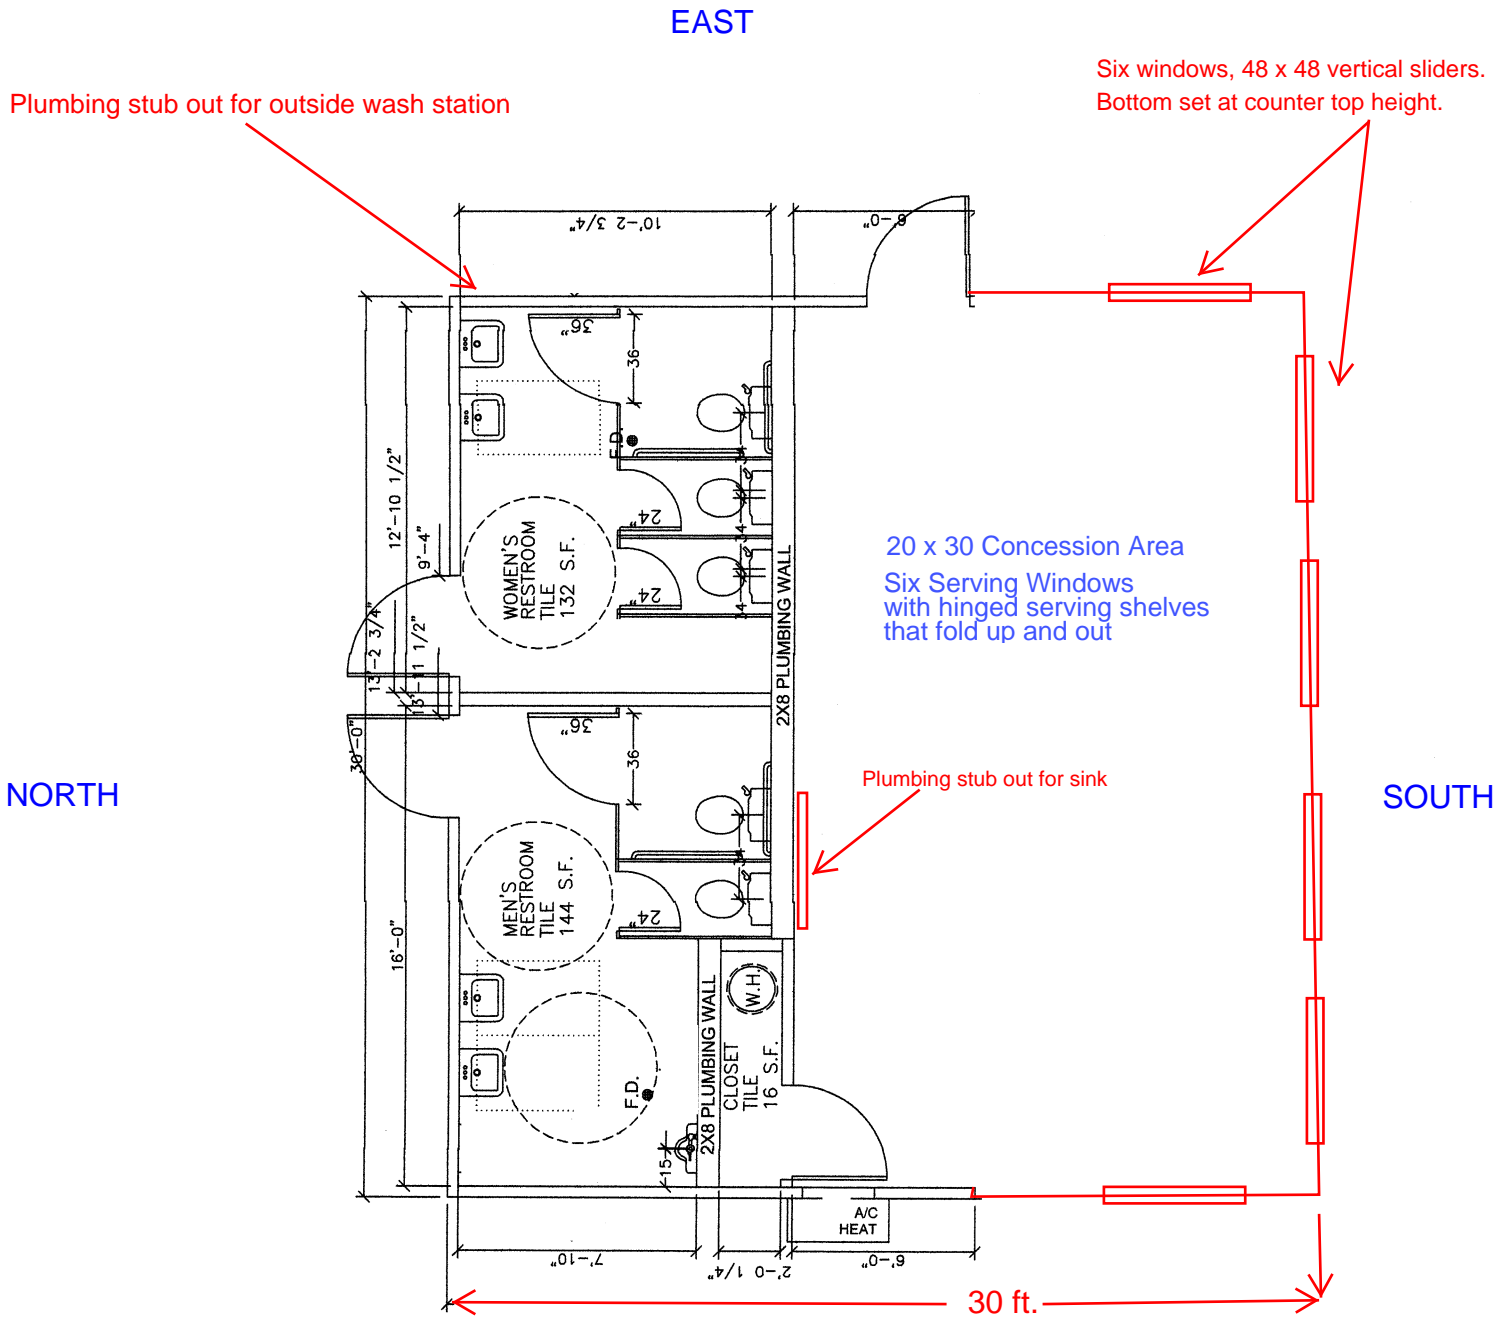 EAST
Six windows, 48 x 48 vertical sliders.
Bottom set at counter top height.
Plumbing stub out for outside wash station
10'-2 3/4"
6'-0"
36"
36
F.D.
34
24"
34
24"
34
12'-10 1/2"
9'-4"
WOMEN'S
RESTROOM
TILE
132 S.F.
2X8 PLUMBING WALL
20 x 30 Concession Area
Six Serving Windows
with hinged serving shelves
that fold up and out
13'-2 3/4"
13'-11 1/2"
30'-0"
36"
36
NORTH
Plumbing stub out for sink
SOUTH
34
24"
MEN'S
RESTROOM
TILE
144 S.F.
16'-0"
W.H.
2X8 PLUMBING WALL
CLOSET
TILE
16 S.F.
F.D.
15
A/C
HEAT
7'-10"
2'-0 1/4"
6'-0"
30 ft.